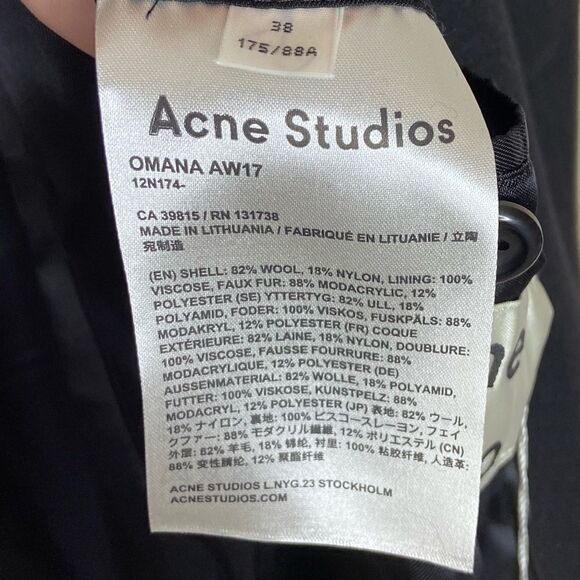 38
175/88A
Acne Studios
OMANA AW17
12N174-
CA 39815 / RN 131738
MADE IN LITHUANIA / FABRIQUÉ EN LITUANIE / 立陶
宛制造
(EN) SHELL: 82% WOOL, 18% NYLON, LINING: 100%
VISCOSE, FAUX FUR: 88% MODACRYLIC, 12%
POLYESTER (SE) YTTERTYG: 82% ULL, 18%
POLYAMID, FODER: 100% VISKOS, FUSKPÄLS: 88%
MODAKRYL, 12% POLYESTER (FR) COQUE
EXTÉRIEURE: 82% LAINE, 18% NYLON, DOUBLURE:
100% VISCOSE, FAUSSE FOURRURE: 88%
MODACRYLIQUE, 12% POLYESTER (DE)
AUSSENMATERIAL: 82% WOLLE, 18% POLYAMID,
FUTTER: 100% VISKOSE, KUNSTPELZ: 88%
MODACRYL, 12% POLYESTER (JP) 表地: 82% ウール,
18% ナイロン, 裏地: 100% ビスコースレーヨン, フェイ
クファー: 88% モダクリル繊維, 12% ポリエステル (CN)
外层: 82% 羊毛, 18% 锦纶, 衬里: 100% 粘胶纤维, 人造革:
88% 变性腈纶, 12% 聚酯纤维
ACNE STUDIOS L.NYG.23 STOCKHOLM
ACNESTUDIOS.COM
ne